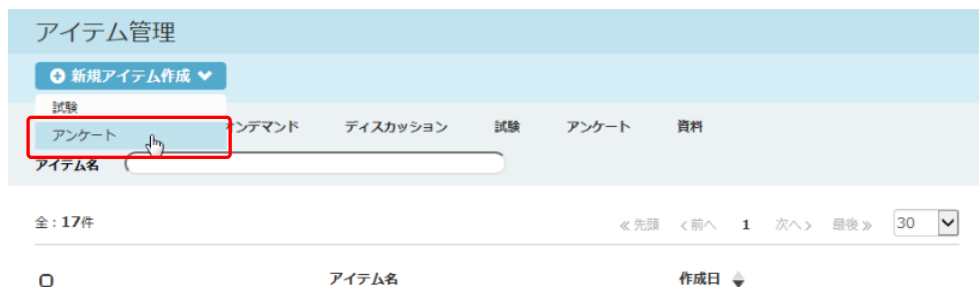 アイテム管理
新規アイテム作成
試験
アンケート
ンデマンド ディスカッション 試験 アンケート 資料
アイテム名
全：17件 ≪先頭 <前へ 1 次へ> 最後≫ 30
アイテム名 作成日